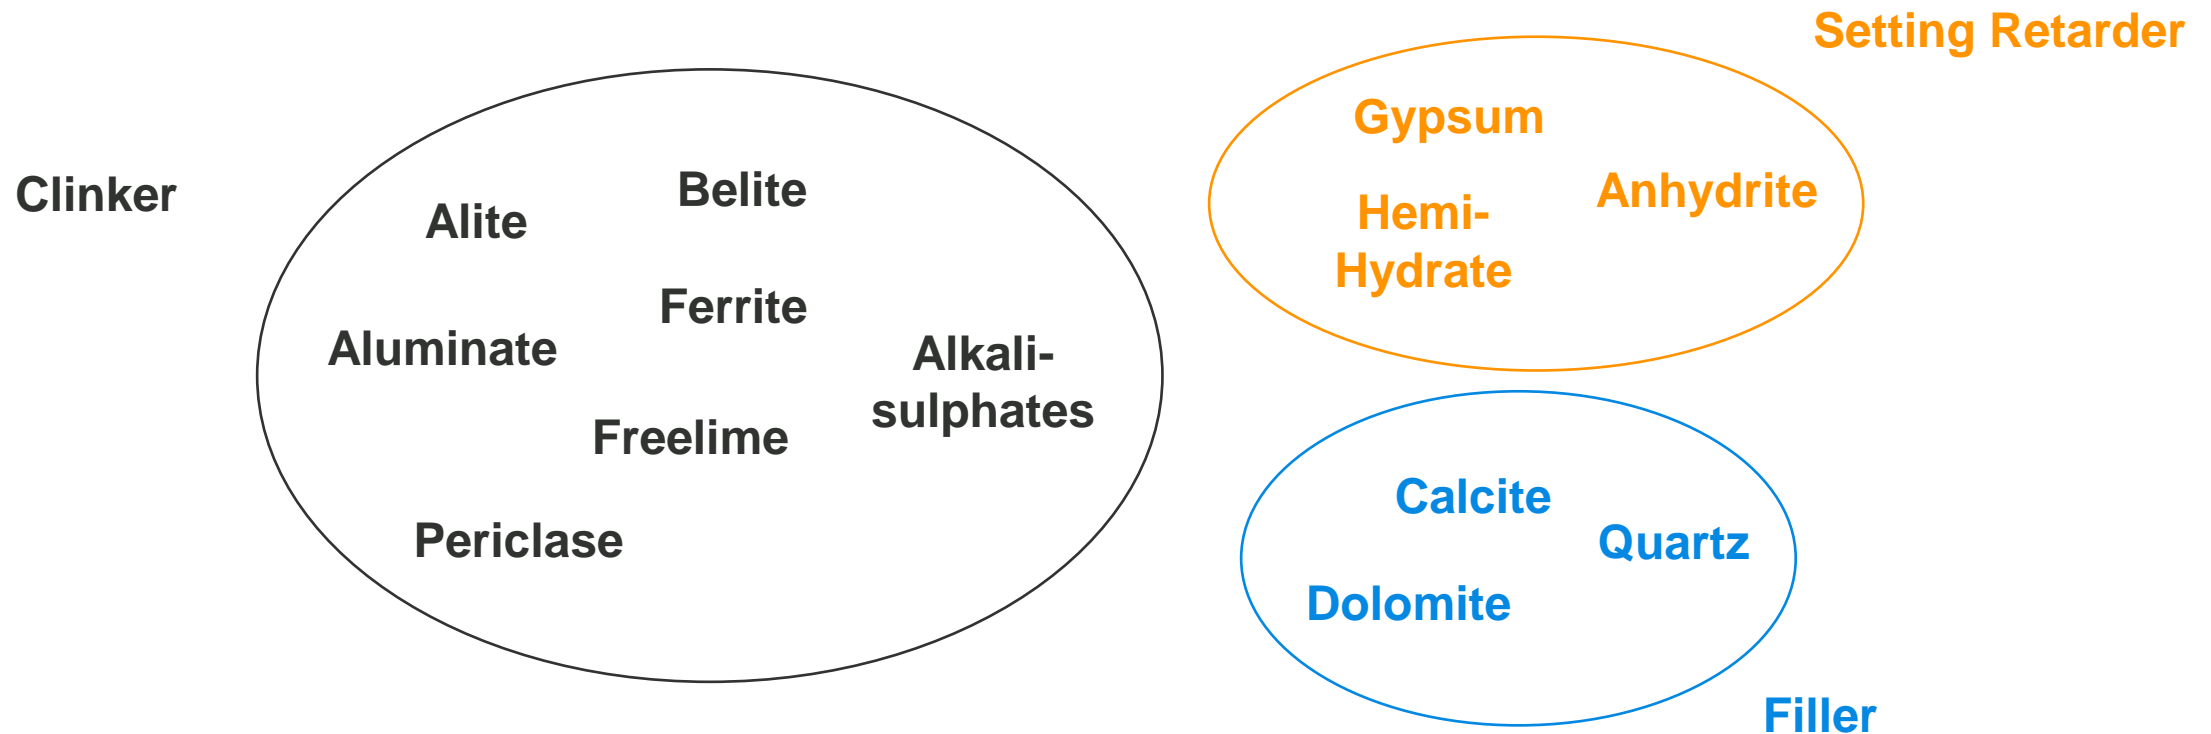 Clinker
Alite
Belite
Aluminate
Ferrite
Alkali-
sulphates
Freelime
Periclase
Setting Retarder
Gypsum
Anhydrite
Hemi-
Hydrate
Calcite
Quartz
Dolomite
Filler